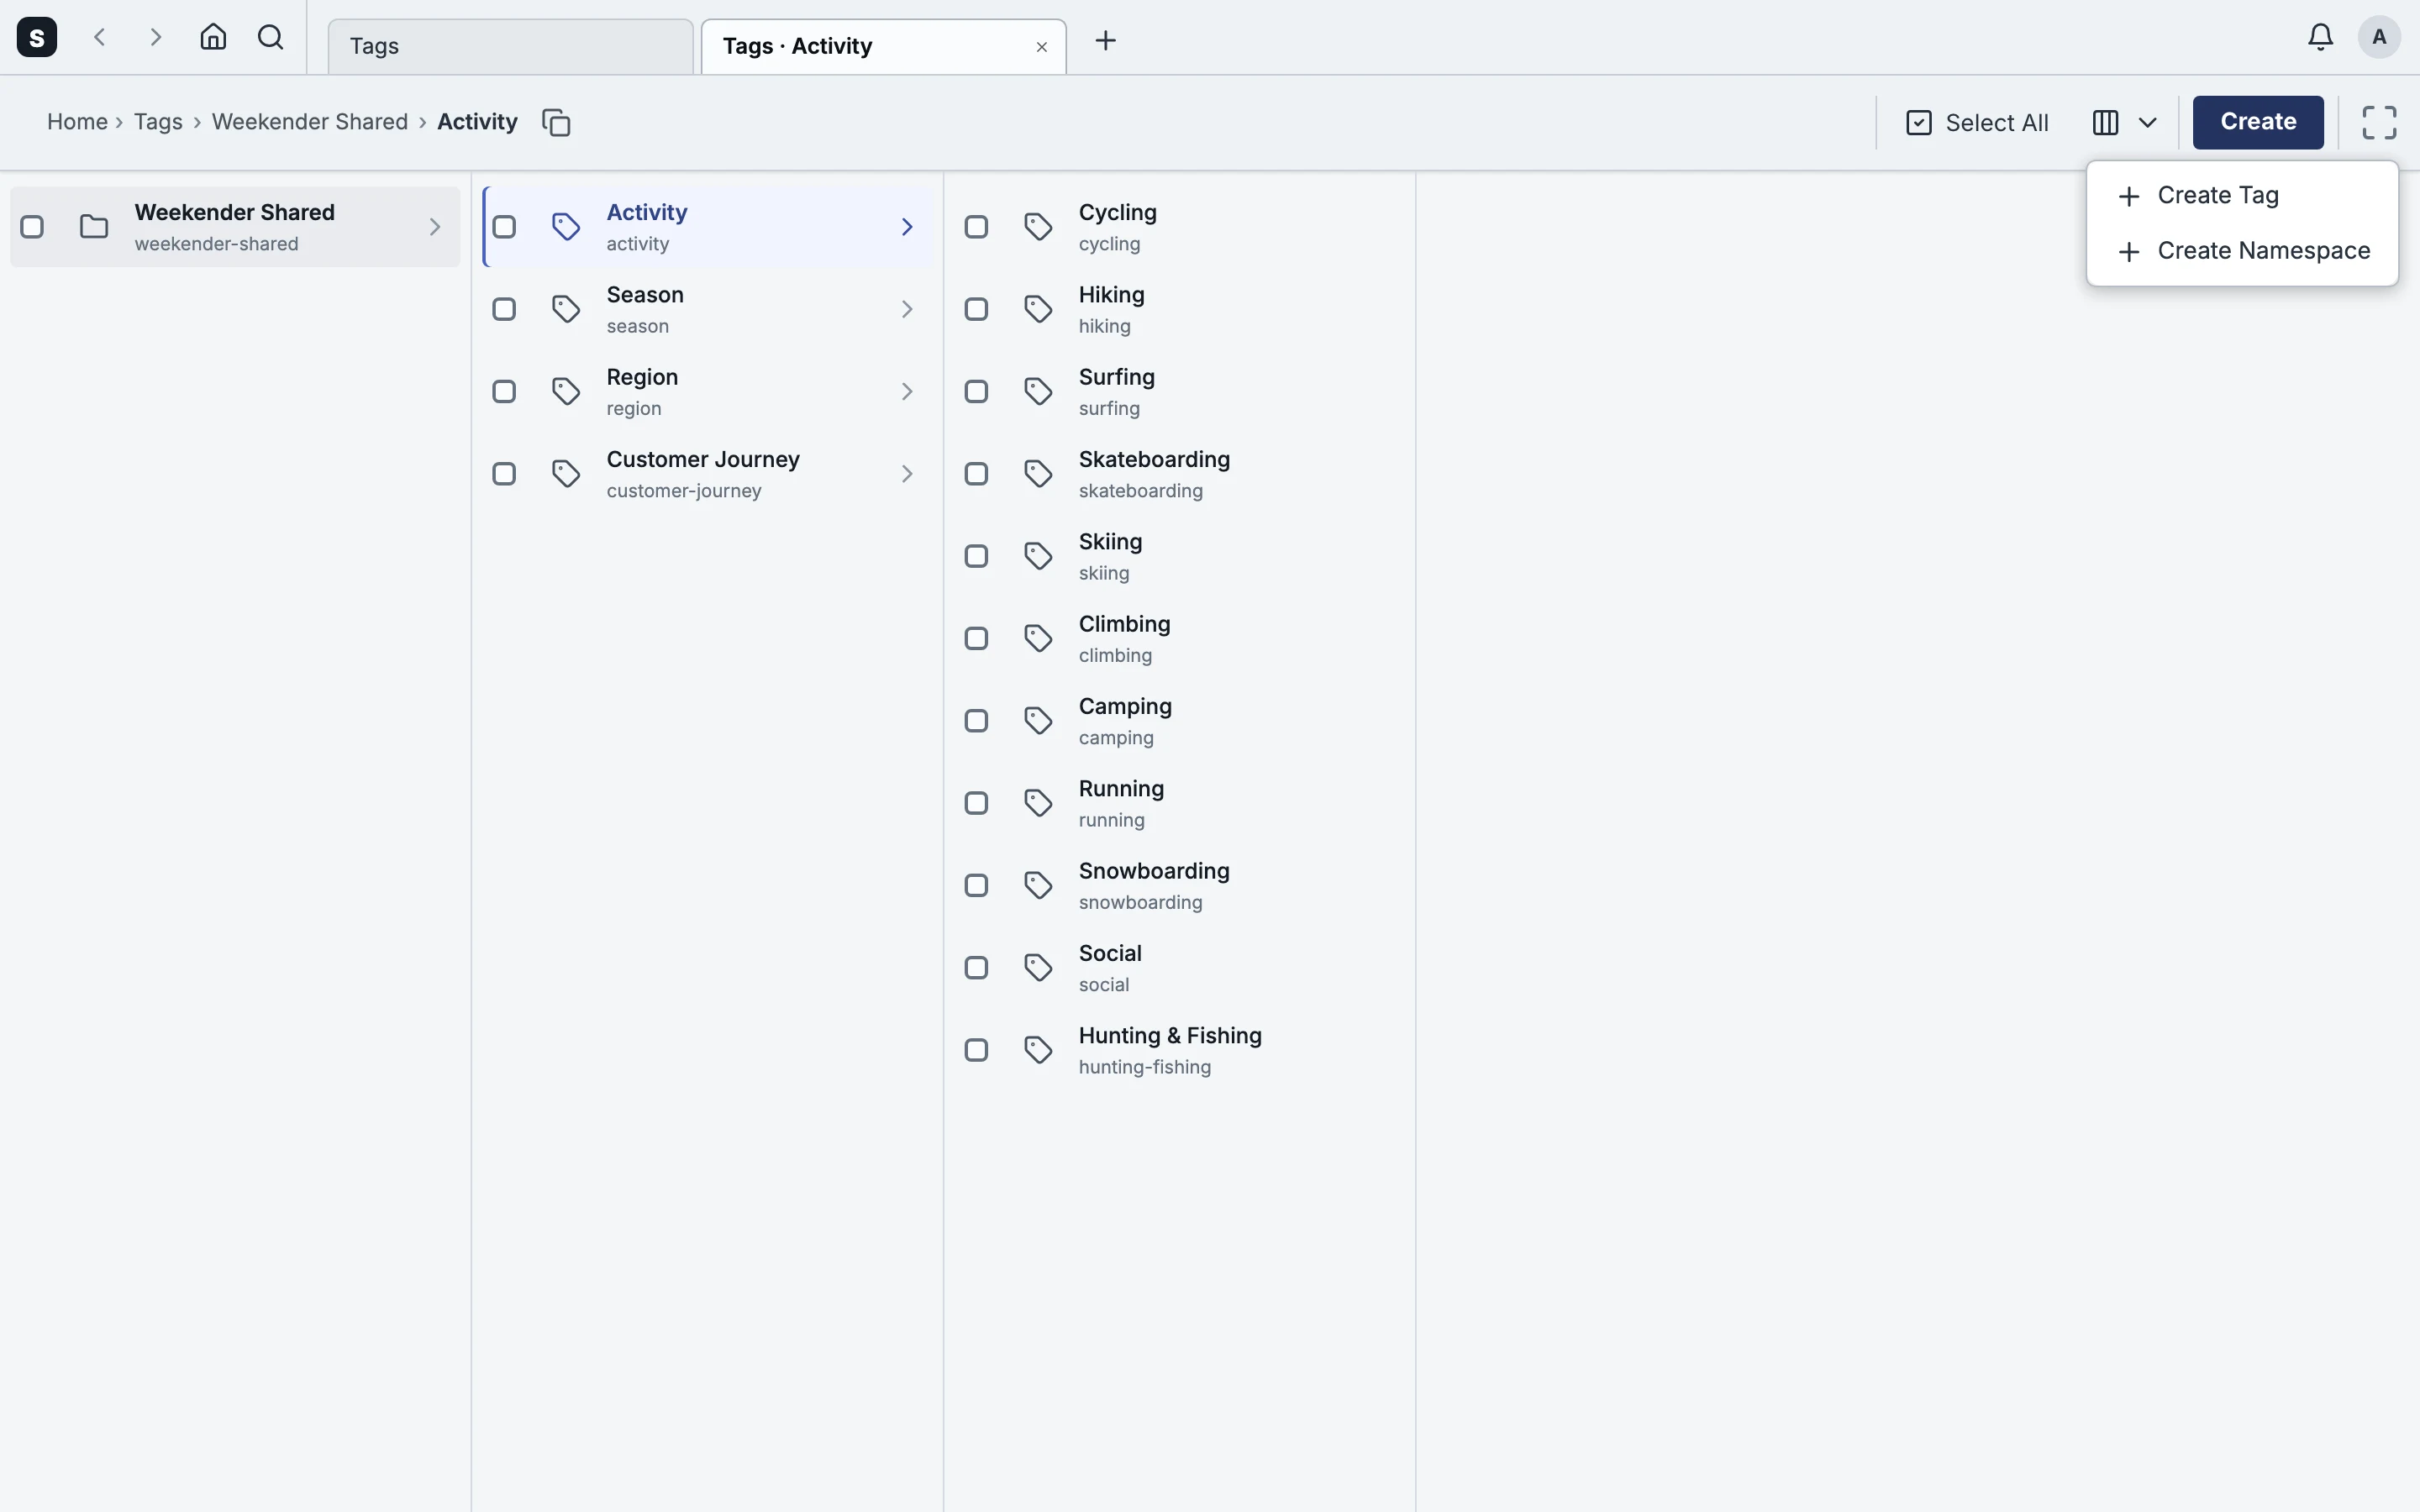 S
Tags
Tags · Activity
A
Home › Tags › Weekender Shared › Activity
Select All
Create
Create Tag
Create Namespace
Weekender Shared
weekender-shared
Activity
activity
Season
season
Region
region
Customer Journey
customer-journey
Cycling
cycling
Hiking
hiking
Surfing
surfing
Skateboarding
skateboarding
Skiing
skiing
Climbing
climbing
Camping
camping
Running
running
Snowboarding
snowboarding
Social
social
Hunting & Fishing
hunting-fishing